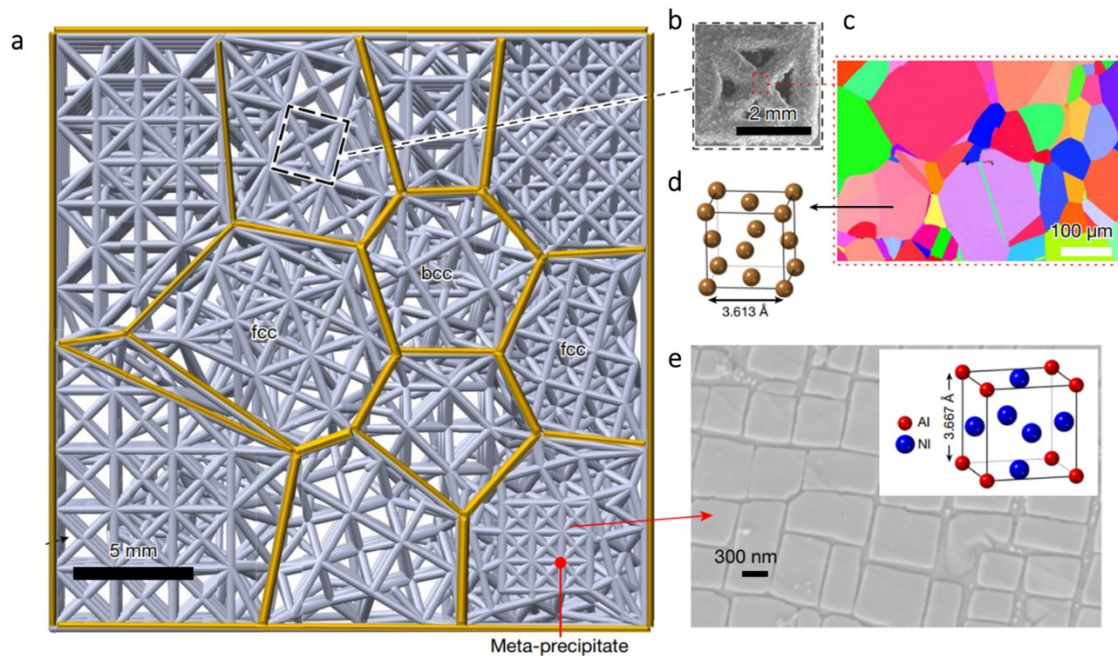 a
b
c
2 mm
d
100 µm
3.613 Å
bcc
fcc
fcc
e
3.667 Å
Al
Ni
5 mm
300 nm
Meta-precipitate